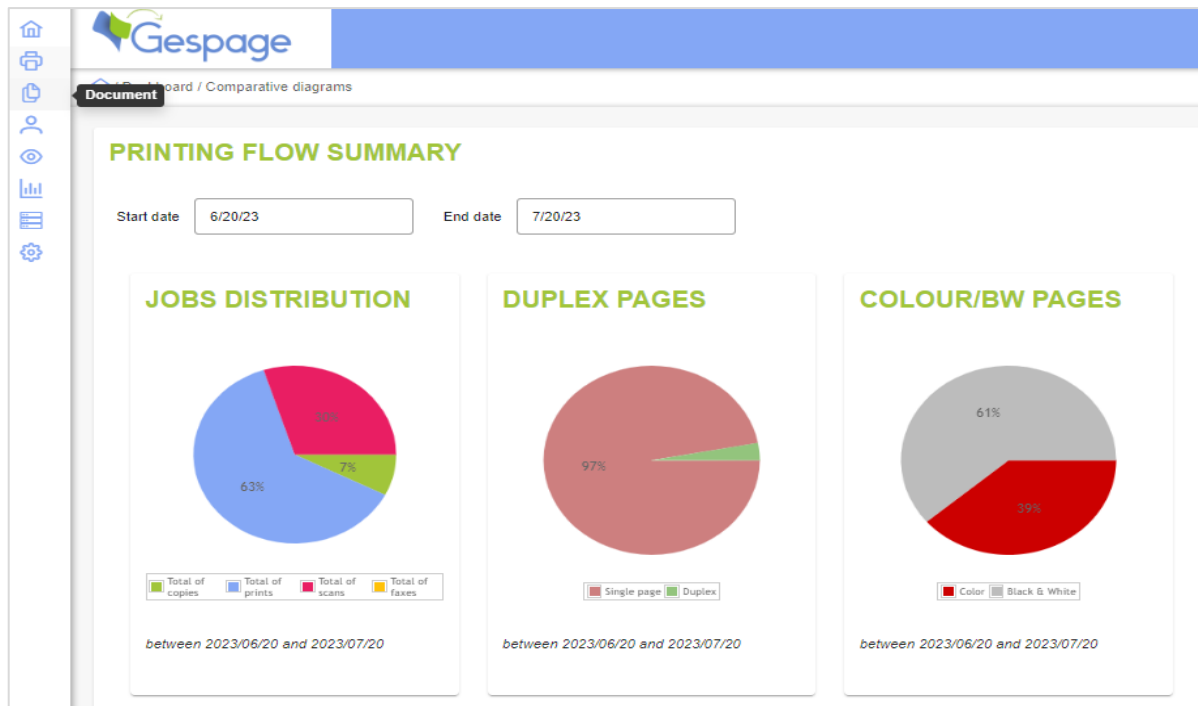 Gespage
/ Dashboard / Comparative diagrams
Document
PRINTING FLOW SUMMARY
Start date 6/20/23 End date 7/20/23
JOBS DISTRIBUTION
30%
7%
63%
Total of copies Total of prints Total of scans Total of faxes
between 2023/06/20 and 2023/07/20
DUPLEX PAGES
97%
Single page Duplex
between 2023/06/20 and 2023/07/20
COLOUR/BW PAGES
61%
39%
Color Black & White
between 2023/06/20 and 2023/07/20